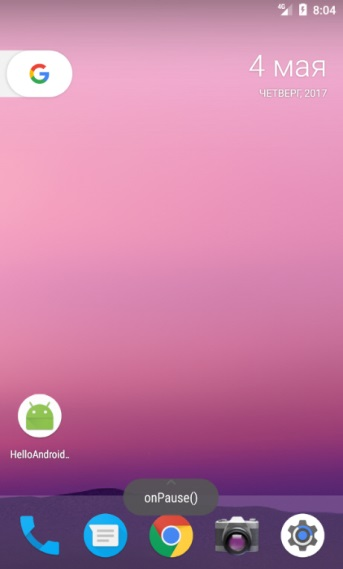 4G 8:04
G
4 мая
ЧЕТВЕРГ, 2017
HelloAndroid..
onPause()